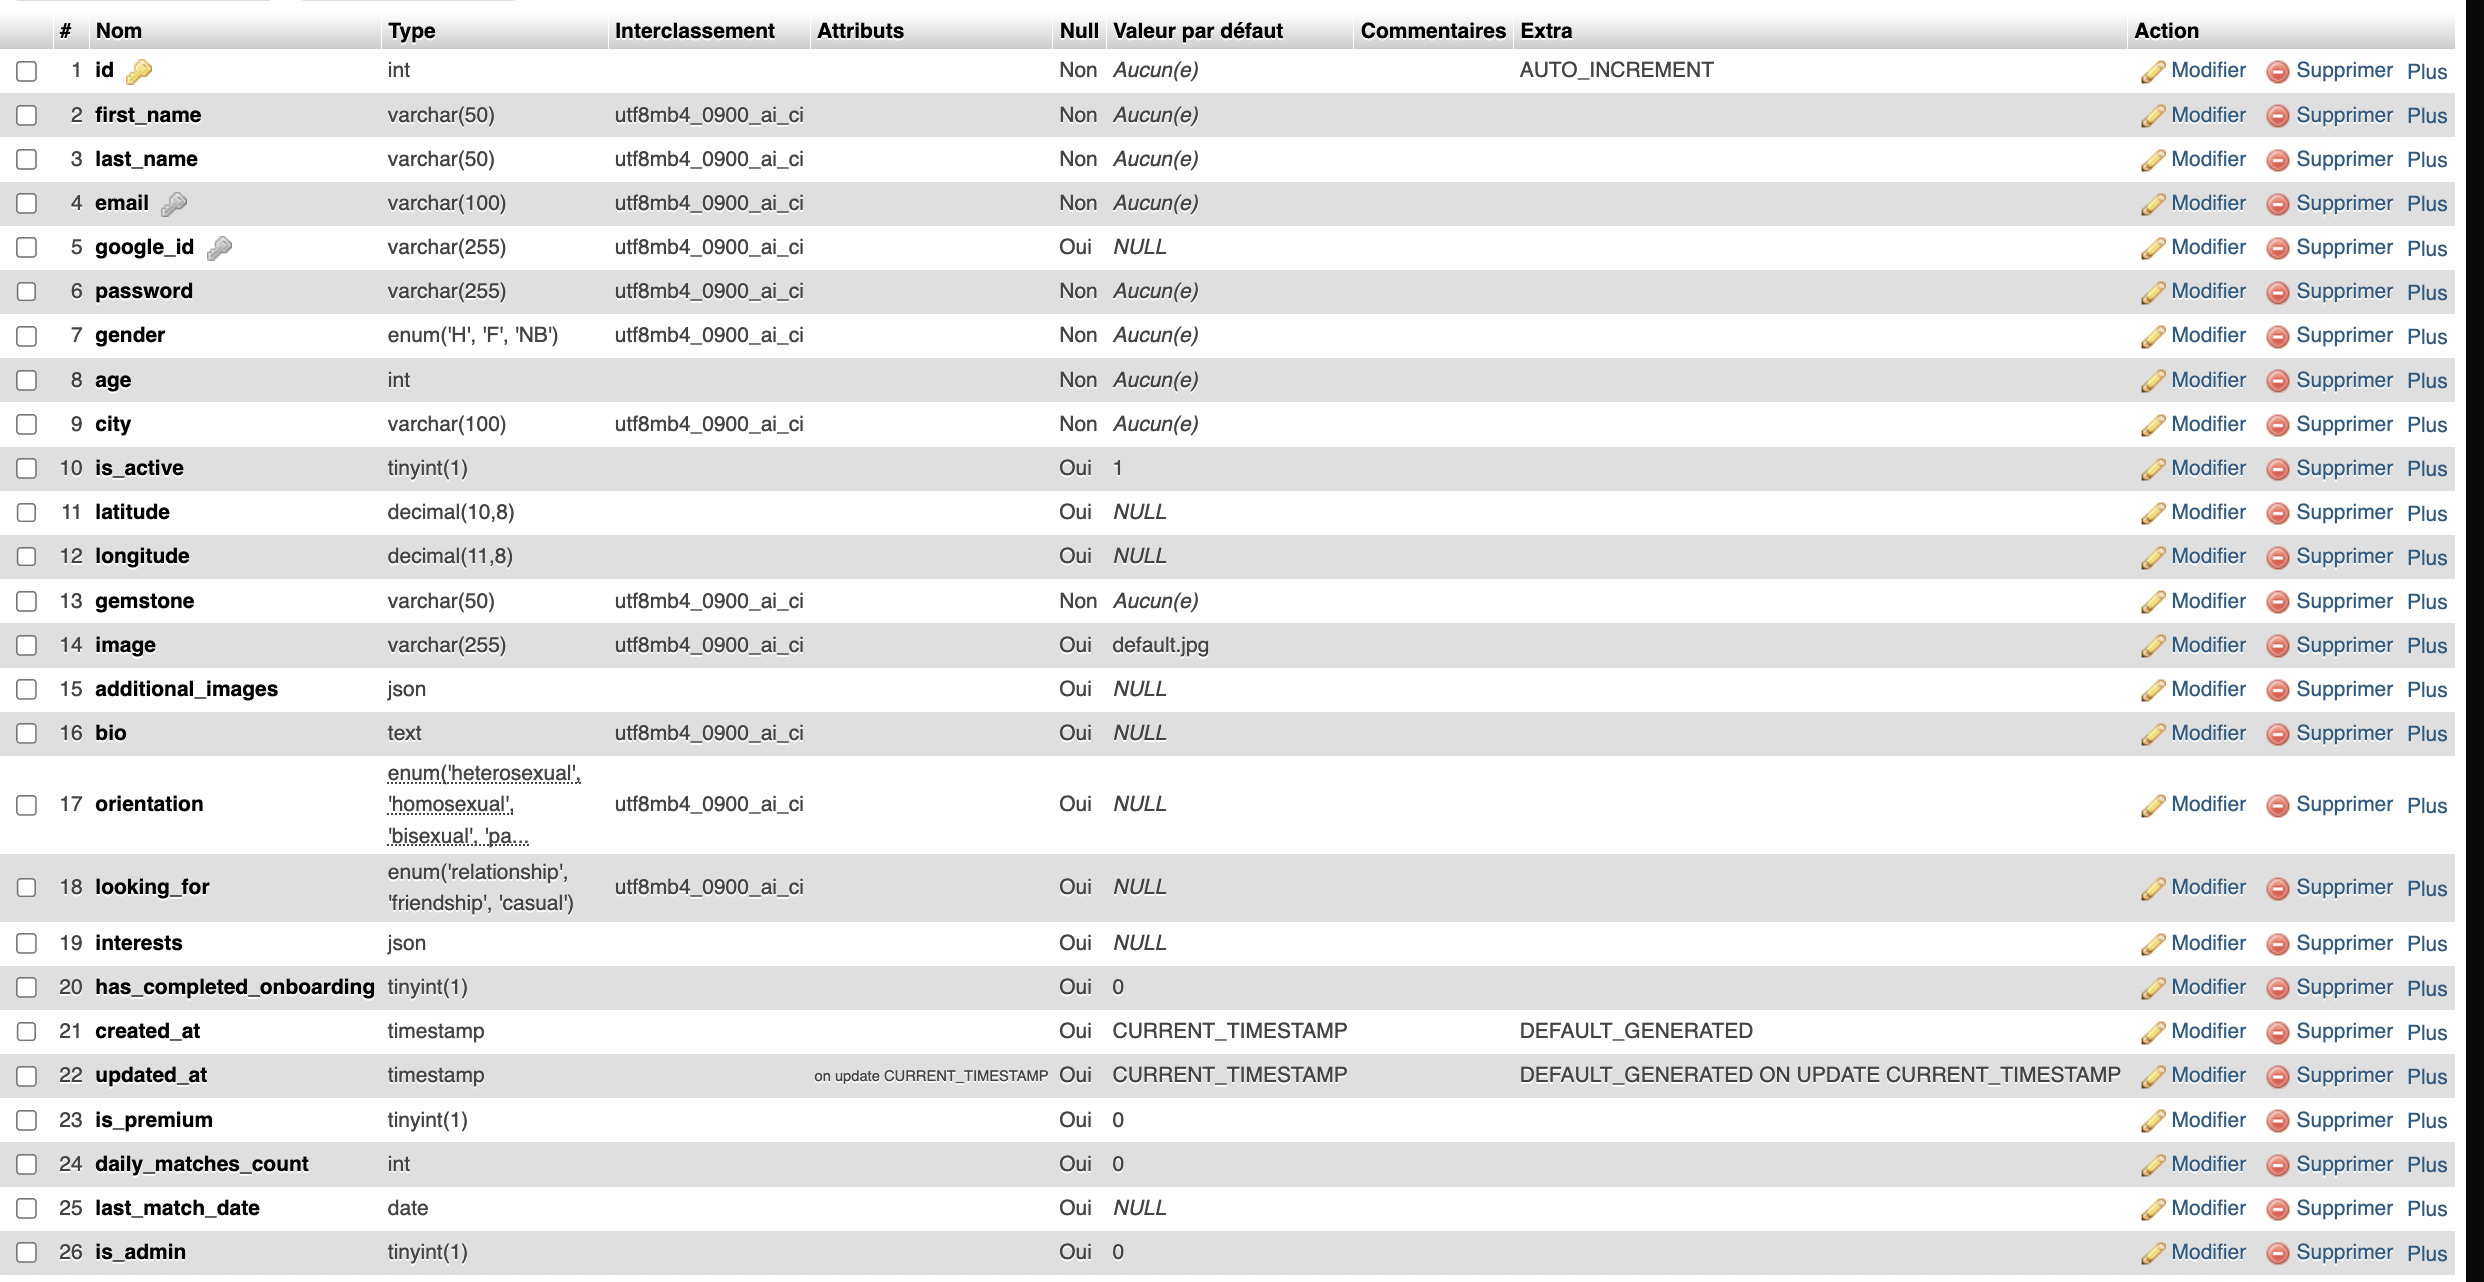 # Nom Type Interclassement Attributs Null Valeur par défaut Commentaires Extra Action
1 id int Non Aucun(e) AUTO_INCREMENT Modifier Supprimer Plus
2 first_name varchar(50) utf8mb4_0900_ai_ci Non Aucun(e) Modifier Supprimer Plus
3 last_name varchar(50) utf8mb4_0900_ai_ci Non Aucun(e) Modifier Supprimer Plus
4 email varchar(100) utf8mb4_0900_ai_ci Non Aucun(e) Modifier Supprimer Plus
5 google_id varchar(255) utf8mb4_0900_ai_ci Oui NULL Modifier Supprimer Plus
6 password varchar(255) utf8mb4_0900_ai_ci Non Aucun(e) Modifier Supprimer Plus
7 gender enum('H', 'F', 'NB') utf8mb4_0900_ai_ci Non Aucun(e) Modifier Supprimer Plus
8 age int Non Aucun(e) Modifier Supprimer Plus
9 city varchar(100) utf8mb4_0900_ai_ci Non Aucun(e) Modifier Supprimer Plus
10 is_active tinyint(1) Oui 1 Modifier Supprimer Plus
11 latitude decimal(10,8) Oui NULL Modifier Supprimer Plus
12 longitude decimal(11,8) Oui NULL Modifier Supprimer Plus
13 gemstone varchar(50) utf8mb4_0900_ai_ci Non Aucun(e) Modifier Supprimer Plus
14 image varchar(255) utf8mb4_0900_ai_ci Oui default.jpg Modifier Supprimer Plus
15 additional_images json Oui NULL Modifier Supprimer Plus
16 bio text utf8mb4_0900_ai_ci Oui NULL Modifier Supprimer Plus
enum('heterosexual',
17 orientation 'homosexual', utf8mb4_0900_ai_ci Oui NULL Modifier Supprimer Plus
'bisexual', 'pa...
enum('relationship',
18 looking_for utf8mb4_0900_ai_ci Oui NULL Modifier Supprimer Plus
'friendship', 'casual')
19 interests json Oui NULL Modifier Supprimer Plus
20 has_completed_onboarding tinyint(1) Oui 0 Modifier Supprimer Plus
21 created_at timestamp Oui CURRENT_TIMESTAMP DEFAULT_GENERATED Modifier Supprimer Plus
22 updated_at timestamp on update CURRENT_TIMESTAMP Oui CURRENT_TIMESTAMP DEFAULT_GENERATED ON UPDATE CURRENT_TIMESTAMP Modifier Supprimer Plus
23 is_premium tinyint(1) Oui 0 Modifier Supprimer Plus
24 daily_matches_count int Oui 0 Modifier Supprimer Plus
25 last_match_date date Oui NULL Modifier Supprimer Plus
26 is_admin tinyint(1) Oui 0 Modifier Supprimer Plus